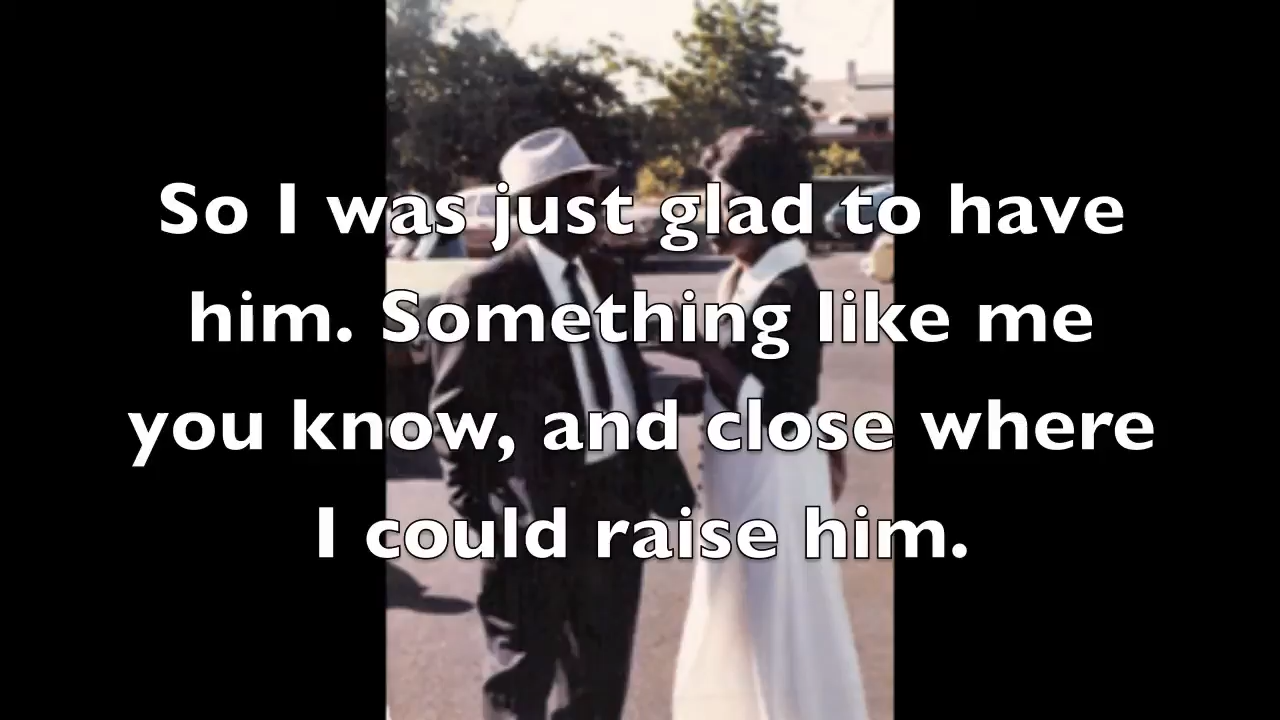 So I was just glad to have
him. Something like me
you know, and close where
I could raise him.